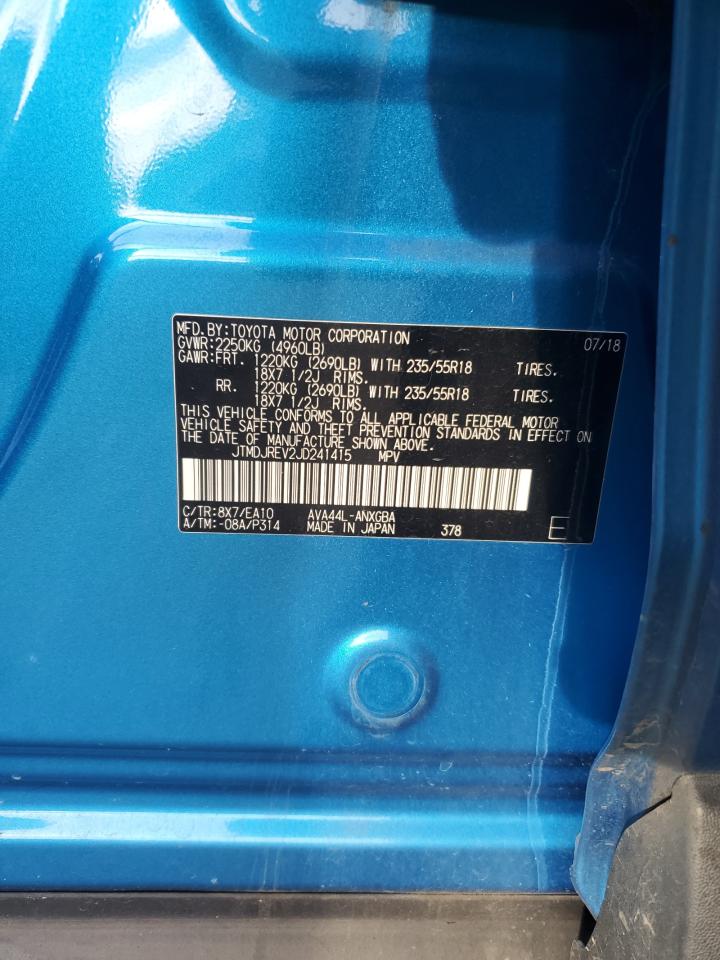 MFD. BY: TOYOTA MOTOR CORPORATION 07/18
GVWR: 2250KG (4960LB)
GAWR: FRT. 1220KG (2690LB) WITH 235/55R18 TIRES.
18X7 1/2J RIMS.
RR. 1220KG (2690LB) WITH 235/55R18 TIRES.
18X7 1/2J RIMS.
THIS VEHICLE CONFORMS TO ALL APPLICABLE FEDERAL MOTOR
VEHICLE SAFETY AND THEFT PREVENTION STANDARDS IN EFFECT ON
THE DATE OF MANUFACTURE SHOWN ABOVE.
JTMDJREV2JD241415 MPV
C/TR: 8X7/EA10 AVA44L-ANXGBA
A/TM: -08A/P314 MADE IN JAPAN 378 E